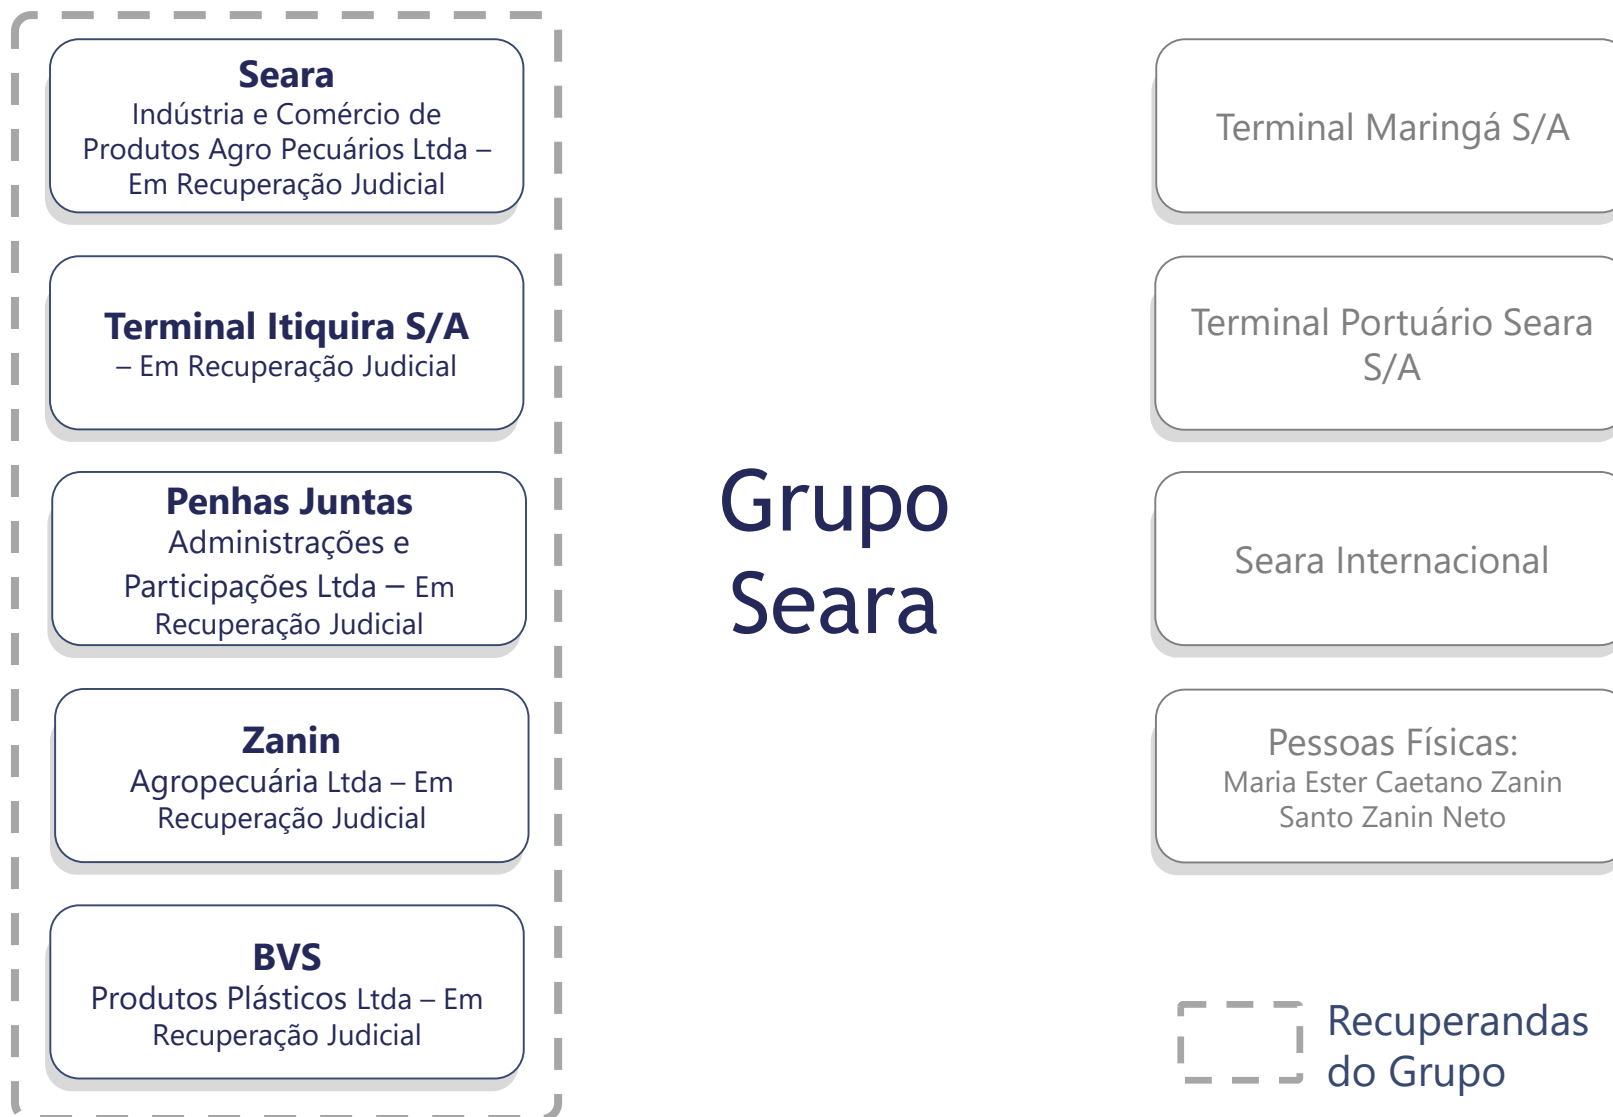 Seara
Indústria e Comércio de
Produtos Agro Pecuários Ltda –
Em Recuperação Judicial
Terminal Itiquira S/A
– Em Recuperação Judicial
Penhas Juntas
Administrações e
Participações Ltda – Em
Recuperação Judicial
Zanin
Agropecuária Ltda – Em
Recuperação Judicial
BVS
Produtos Plásticos Ltda – Em
Recuperação Judicial
Grupo
Seara
Terminal Maringá S/A
Terminal Portuário Seara
S/A
Seara Internacional
Pessoas Físicas:
Maria Ester Caetano Zanin
Santo Zanin Neto
Recuperandas
do Grupo